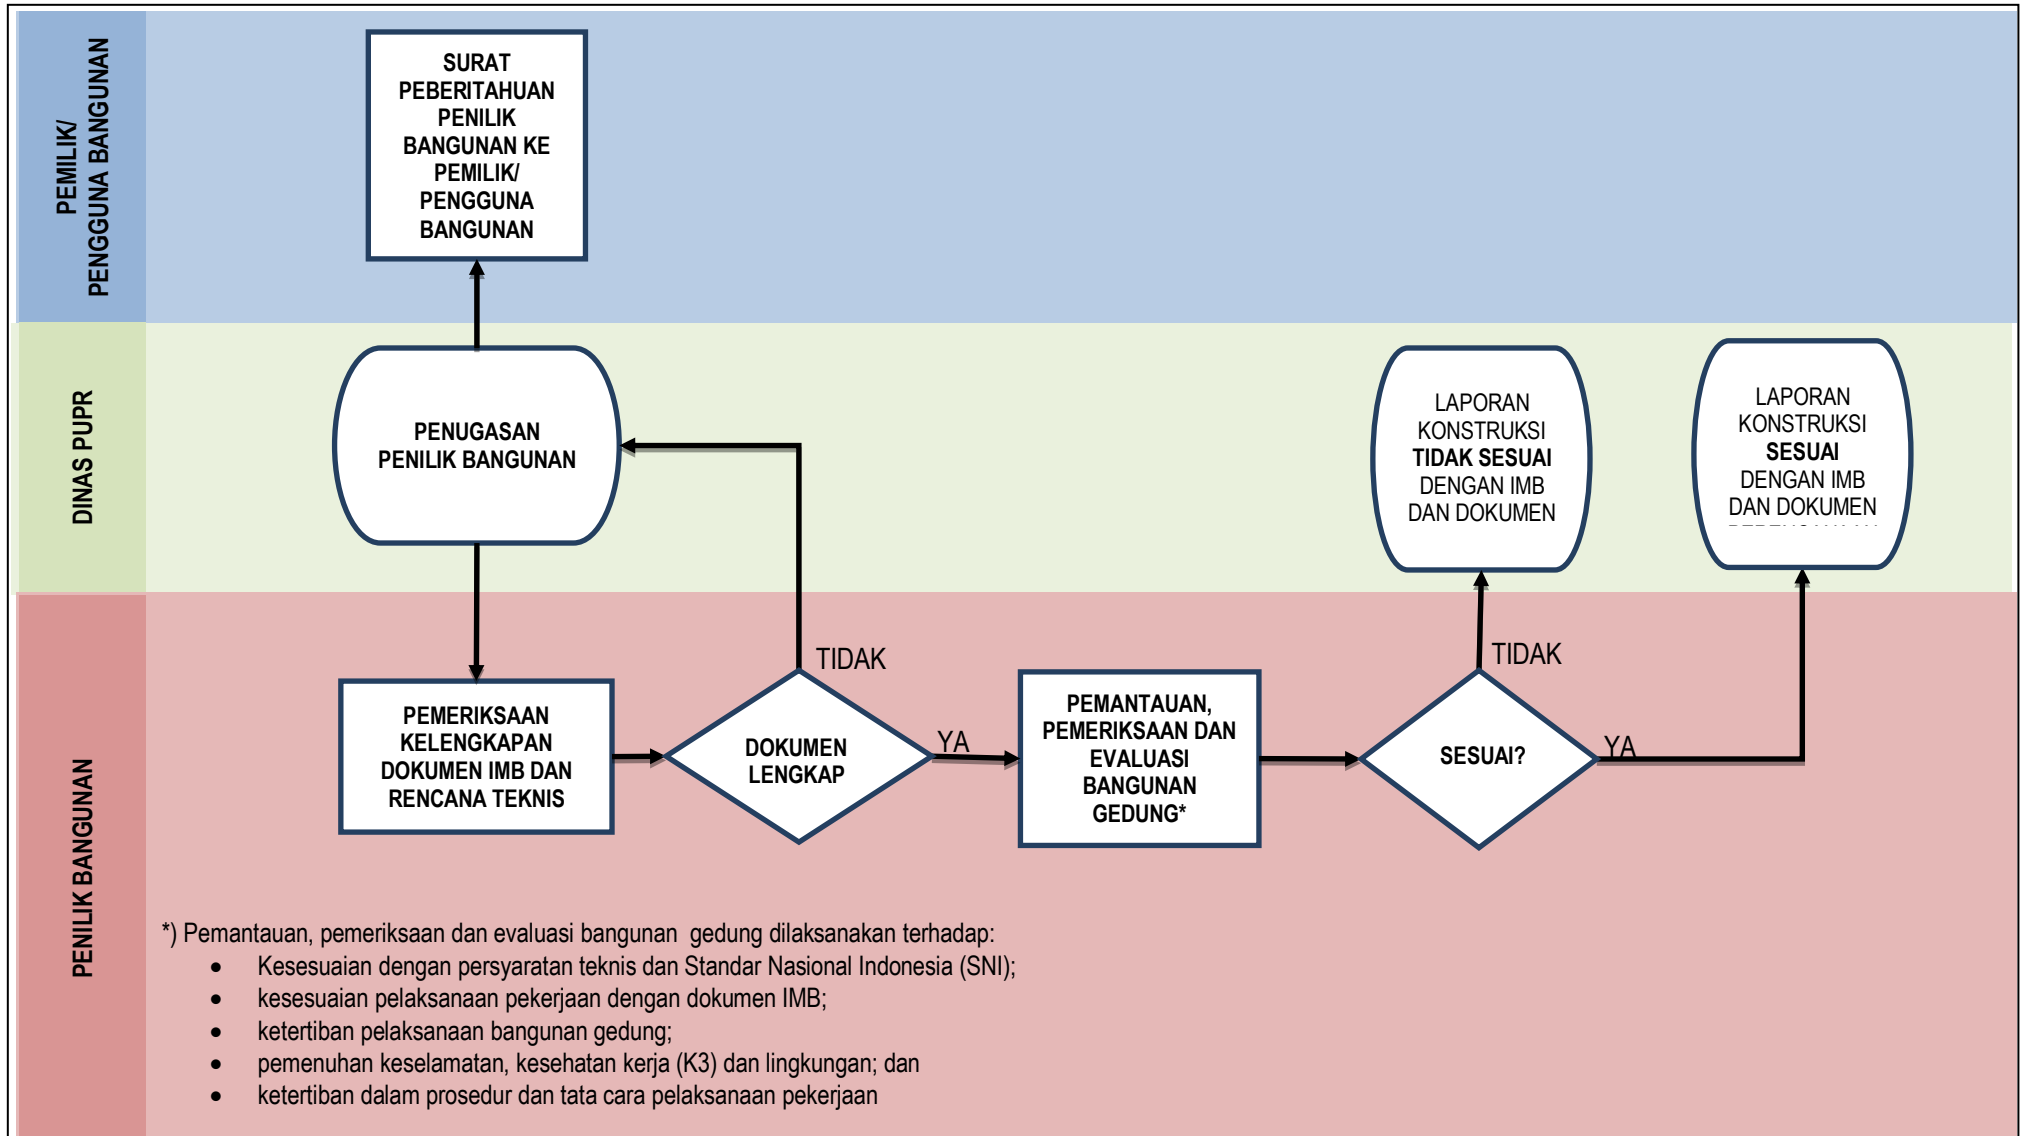 PEMILIK/
PENGGUNA BANGUNAN
SURAT
PEBERITAHUAN
PENILIK
BANGUNAN KE
PEMILIK/
PENGGUNA
BANGUNAN
DINAS PUPR
PENUGASAN
PENILIK BANGUNAN
LAPORAN
KONSTRUKSI
TIDAK SESUAI
DENGAN IMB
DAN DOKUMEN
LAPORAN
KONSTRUKSI
SESUAI
DENGAN IMB
DAN DOKUMEN
PENILIK BANGUNAN
PEMERIKSAAN
KELENGKAPAN
DOKUMEN IMB DAN
RENCANA TEKNIS
TIDAK
DOKUMEN
LENGKAP
YA
PEMANTAUAN,
PEMERIKSAAN DAN
EVALUASI
BANGUNAN
GEDUNG*
TIDAK
SESUAI?
YA
*) Pemantauan, pemeriksaan dan evaluasi bangunan gedung dilaksanakan terhadap:
• Kesesuaian dengan persyaratan teknis dan Standar Nasional Indonesia (SNI);
• kesesuaian pelaksanaan pekerjaan dengan dokumen IMB;
• ketertiban pelaksanaan bangunan gedung;
• pemenuhan keselamatan, kesehatan kerja (K3) dan lingkungan; dan
• ketertiban dalam prosedur dan tata cara pelaksanaan pekerjaan